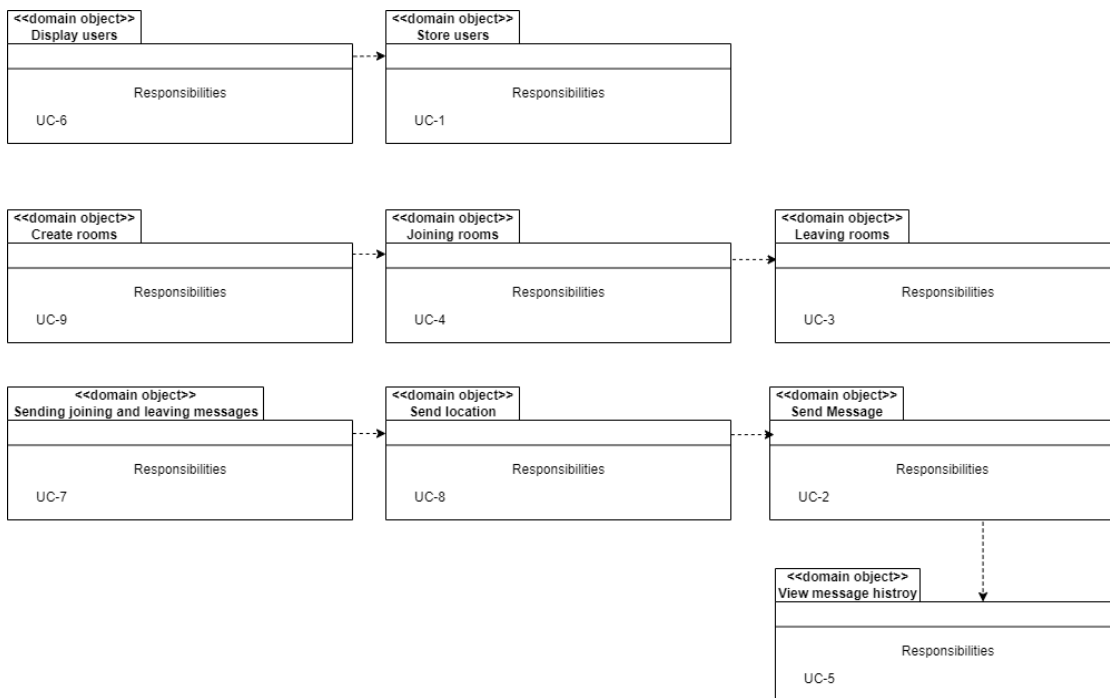 <<domain object>>
Display users
Responsibilities
UC-6
<<domain object>>
Store users
Responsibilities
UC-1
<<domain object>>
Create rooms
Responsibilities
UC-9
<<domain object>>
Joining rooms
Responsibilities
UC-4
<<domain object>>
Leaving rooms
Responsibilities
UC-3
<<domain object>>
Sending joining and leaving messages
Responsibilities
UC-7
<<domain object>>
Send location
Responsibilities
UC-8
<<domain object>>
Send Message
Responsibilities
UC-2
<<domain object>>
View message histroy
Responsibilities
UC-5